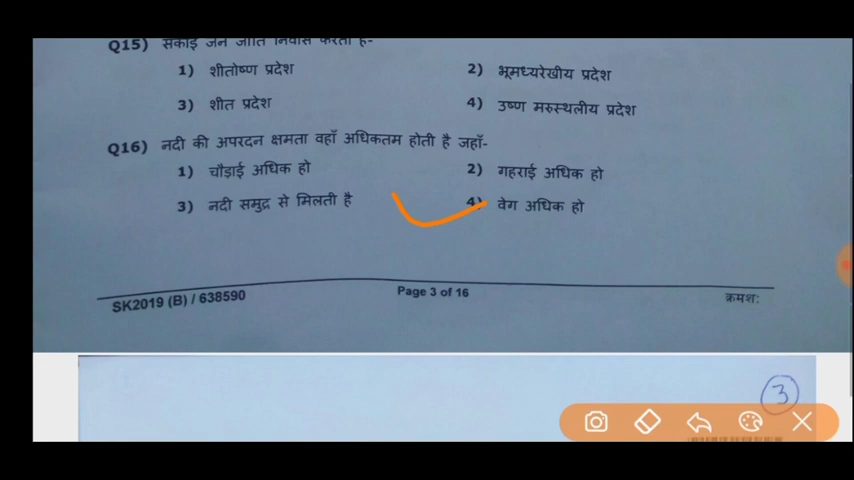 Q15) सेकाई जन जाति निवास करती है-
1) शीतोष्ण प्रदेश
2) भूमध्यरेखीय प्रदेश
3) शीत प्रदेश
4) उष्ण मरुस्थलीय प्रदेश
Q16) नदी की अपरदन क्षमता वहाँ अधिकतम होती है जहाँ-
1) चौड़ाई अधिक हो
2) गहराई अधिक हो
3) नदी समुद्र से मिलती है
4) वेग अधिक हो
SK2019 (B) / 638590
Page 3 of 16
क्रमश:
3